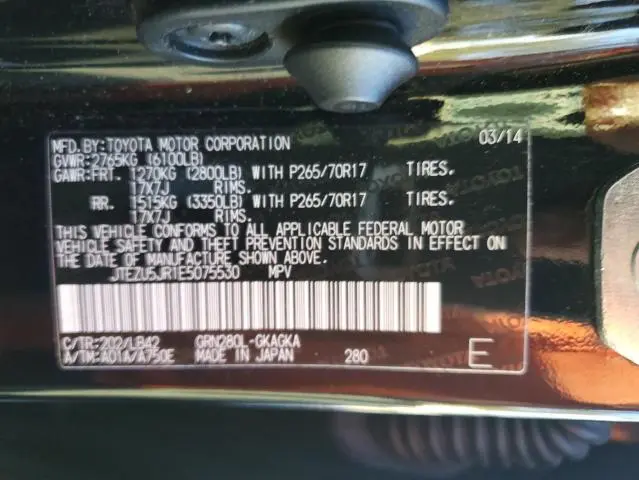 MFD.BY:TOYOTA MOTOR CORPORATION 03/14
GVWR:2765KG (6100LB)
GAWR:FRT. 1270KG (2800LB) WITH P265/70R17 TIRES.
17X7J RIMS.
RR. 1515KG (3350LB) WITH P265/70R17 TIRES.
17X7J RIMS.
THIS VEHICLE CONFORMS TO ALL APPLICABLE FEDERAL MOTOR
VEHICLE SAFETY AND THEFT PREVENTION STANDARDS IN EFFECT ON
THE DATE OF MANUFACTURE SHOWN ABOVE.
JTEZU5JR1E5075530 MPV
C/TR:202/LB42 GRN280L-GKAGKA
A/TM:A01A/A750E MADE IN JAPAN 280 E